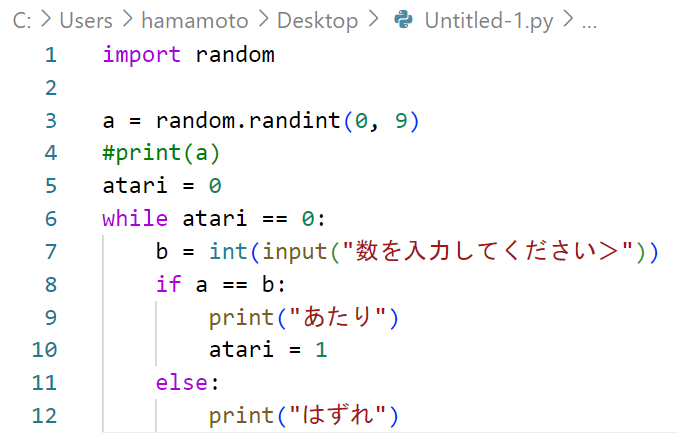 C: > Users > hamamoto > Desktop > Untitled-1.py > ...
1 import random
2
3 a = random.randint(0, 9)
4 #print(a)
5 atari = 0
6 while atari == 0:
7     b = int(input("数を入力してください＞"))
8     if a == b:
9         print("あたり")
10         atari = 1
11     else:
12         print("はずれ")